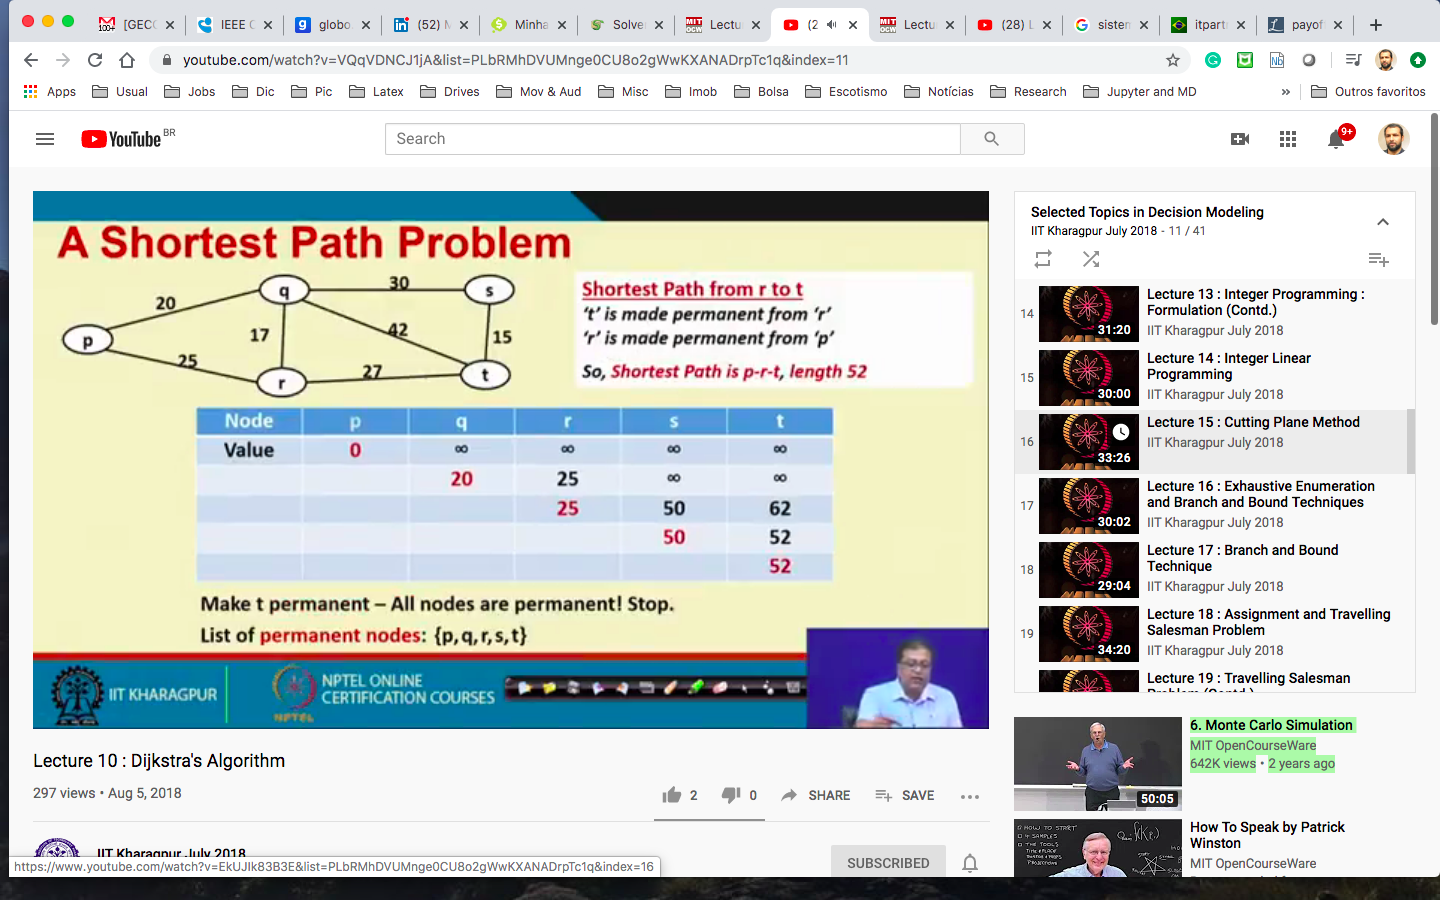 [GECC
IEEE C
globo.
(52) M
Minha
Solve
Lectu
(2
Lectu
(28) L
sistem
itpart
payof
youtube.com/watch?v=VQqVDNCJ1jA&list=PLbRMhDVUMnge0CU8o2gWwKXANADrpTc1q&index=11
Apps Usual Jobs Dic Pic Latex Drives Mov & Aud Misc Imob Bolsa Escotismo Notícias Research Jupyter and MD » Outros favoritos
YouTube BR
Search
9+
A Shortest Path Problem
p q r s t
20 25 17 30 42 27 15
Shortest Path from r to t
‘t’ is made permanent from ‘r’
‘r’ is made permanent from ‘p’
So, Shortest Path is p-r-t, length 52
Node p q r s t
Value 0 ∞ ∞ ∞ ∞
20 25 ∞ ∞
25 50 62
50 52
52
Make t permanent – All nodes are permanent! Stop.
List of permanent nodes: {p,q,r,s,t}
IIT KHARAGPUR
NPTEL
NPTEL ONLINE
CERTIFICATION COURSES
Lecture 10 : Dijkstra's Algorithm
297 views • Aug 5, 2018
2 0 SHARE SAVE
IIT Kharagpur July 2018
SUBSCRIBED
https://www.youtube.com/watch?v=EkUJIk83B3E&list=PLbRMhDVUMnge0CU8o2gWwKXANADrpTc1q&index=16
Selected Topics in Decision Modeling
IIT Kharagpur July 2018 - 11 / 41
14
31:20
Lecture 13 : Integer Programming :
Formulation (Contd.)
IIT Kharagpur July 2018
15
30:00
Lecture 14 : Integer Linear
Programming
IIT Kharagpur July 2018
16
33:26
Lecture 15 : Cutting Plane Method
IIT Kharagpur July 2018
17
30:02
Lecture 16 : Exhaustive Enumeration
and Branch and Bound Techniques
IIT Kharagpur July 2018
18
29:04
Lecture 17 : Branch and Bound
Technique
IIT Kharagpur July 2018
19
34:20
Lecture 18 : Assignment and Travelling
Salesman Problem
IIT Kharagpur July 2018
Lecture 19 : Travelling Salesman
Problem (Contd.)
50:05
6. Monte Carlo Simulation
MIT OpenCourseWare
642K views • 2 years ago
How To Speak by Patrick
Winston
MIT OpenCourseWare